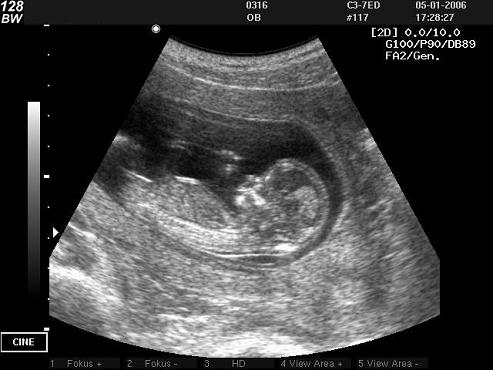 128
BW
0316
OB
C3-7ED
#117
05-01-2006
17:28:27
[2D] 0.0/10.0
G100/P90/DB89
FA2/Gen.
CINE
1 Fokus + 2 Fokus - 3 HD 4 View Area + 5 View Area -